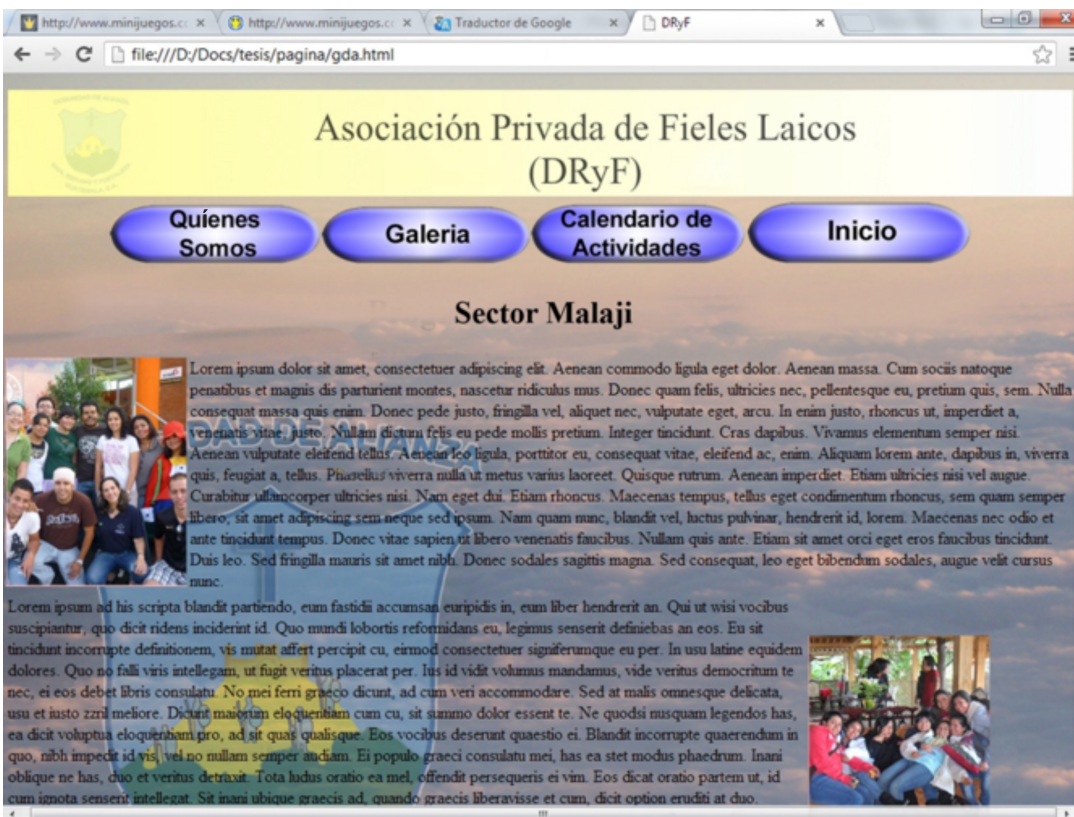 http://www.minijuegos.cc
http://www.minijuegos.cc
Traductor de Google
DRyF
file:///D:/Docs/tesis/pagina/gda.html
Asociación Privada de Fieles Laicos
(DRyF)
Quíenes
Somos
Galeria
Calendario de
Actividades
Inicio
Sector Malaji
Lorem ipsum dolor sit amet, consectetuer adipiscing elit. Aenean commodo ligula eget dolor. Aenean massa. Cum sociis natoque
penatibus et magnis dis parturient montes, nascetur ridiculus mus. Donec quam felis, ultricies nec, pellentesque eu, pretium quis, sem. Nulla
consequat massa quis enim. Donec pede justo, fringilla vel, aliquet nec, vulputate eget, arcu. In enim justo, rhoncus ut, imperdiet a,
venenatis vitae, justo. Nullam dictum felis eu pede mollis pretium. Integer tincidunt. Cras dapibus. Vivamus elementum semper nisi.
Aenean vulputate eleifend tellus. Aenean leo ligula, porttitor eu, consequat vitae, eleifend ac, enim. Aliquam lorem ante, dapibus in, viverra
quis, feugiat a, tellus. Phasellus viverra nulla ut metus varius laoreet. Quisque rutrum. Aenean imperdiet. Etiam ultricies nisi vel augue.
Curabitur ullamcorper ultricies nisi. Nam eget dui. Etiam rhoncus. Maecenas tempus, tellus eget condimentum rhoncus, sem quam semper
libero, sit amet adipiscing sem neque sed ipsum. Nam quam nunc, blandit vel, luctus pulvinar, hendrerit id, lorem. Maecenas nec odio et
ante tincidunt tempus. Donec vitae sapien ut libero venenatis faucibus. Nullam quis ante. Etiam sit amet orci eget eros faucibus tincidunt.
Duis leo. Sed fringilla mauris sit amet nibh. Donec sodales sagittis magna. Sed consequat, leo eget bibendum sodales, augue velit cursus
nunc.
Lorem ipsum ad his scripta blandit partiendo, eum fastidii accumsan euripidis in, eum liber hendrerit an. Qui ut wisi vocibus
suscipiantur, quo dicit ridens inciderint id. Quo mundi lobortis reformidans eu, legimus senserit definiebas an eos. Eu sit
tincidunt incorrupte definitionem, vis mutat affert percipit cu, eirmod consectetuer signiferumque eu per. In usu latine equidem
dolores. Quo no falli viris intellegam, ut fugit veritus placerat per. Ius id vidit volumus mandamus, vide veritus democritum te
nec, ei eos debet libris consulatu. No mei ferri graeco dicunt, ad cum veri accommodare. Sed at malis omnesque delicata,
usu et iusto zzril meliore. Dicunt maiorum eloquentiam cum cu, sit summo dolor essent te. Ne quodsi nusquam legendos has,
ea dicit voluptua eloquentiam pro, ad sit quas qualisque. Eos vocibus deserunt quaestio ei. Blandit incorrupte quaerendum in
quo, nibh impedit id vis, vel no nullam semper audiam. Ei populo graeci consulatu mei, has ea stet modus phaedrum. Inani
oblique ne has, duo et veritus detraxit. Tota ludus oratio ea mel, offendit persequeris ei vim. Eos dicat oratio partem ut, id
cum ignota senserit intellegat. Sit inani ubique graecis ad, quando graecis liberavisse et cum, dicit option eruditi at duo.
DAD DE ALIANZA